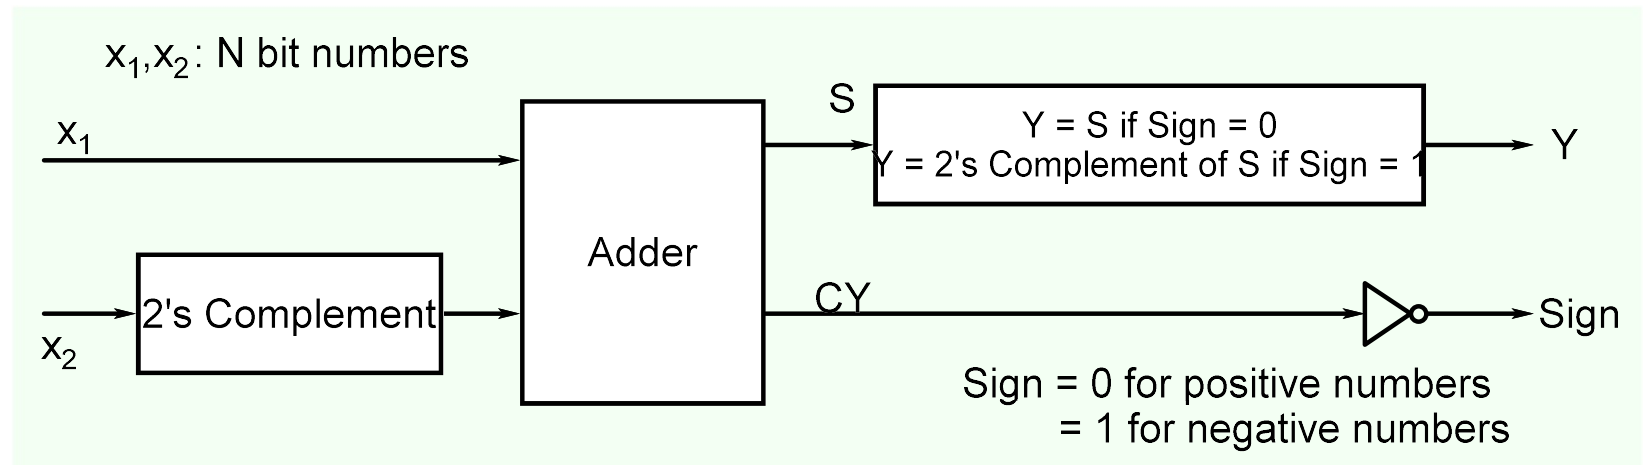 x₁,x₂: N bit numbers
x₁
S
Y = S if Sign = 0
Y = 2's Complement of S if Sign = 1
Y
Adder
2's Complement
CY
Sign
x₂
Sign = 0 for positive numbers
= 1 for negative numbers